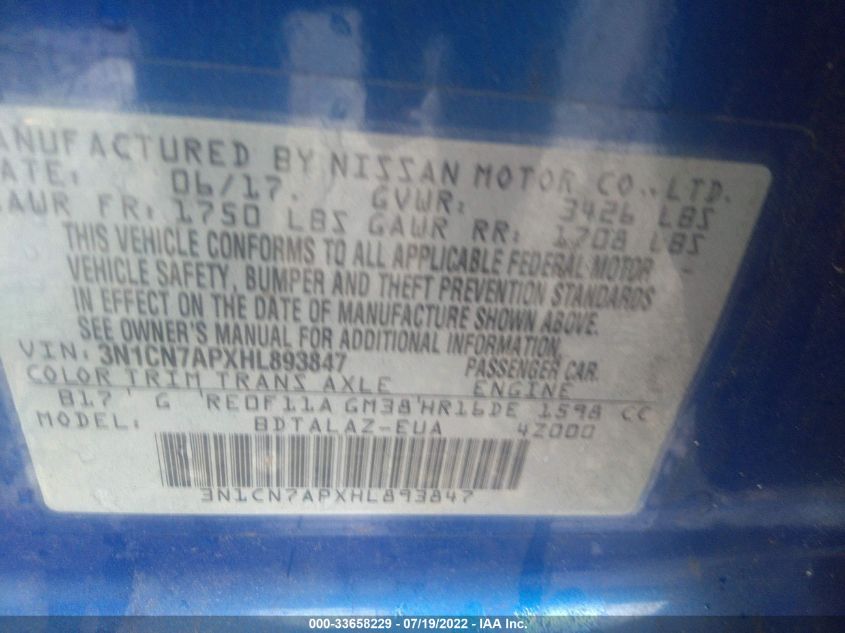 ANUFACTURED BY NISSAN MOTOR CO., LTD.
ATE: 06/17. GVWR: 3426 LBS
GAWR FR: 1750 LBS GAWR RR: 1708 LBS
THIS VEHICLE CONFORMS TO ALL APPLICABLE FEDERAL MOTOR
VEHICLE SAFETY, BUMPER AND THEFT PREVENTION STANDARDS
IN EFFECT ON THE DATE OF MANUFACTURE SHOWN ABOVE.
SEE OWNER'S MANUAL FOR ADDITIONAL INFORMATION.
VIN: 3N1CN7APXHL893847 PASSENGER CAR.
COLOR TRIM TRANS AXLE ENGINE
B17 G RE0F11A GM38 HR16DE 1598 CC
MODEL: BDTALAZ-EUA 4Z000
3N1CN7APXHL893847
000-33658229 - 07/19/2022 - IAA Inc.